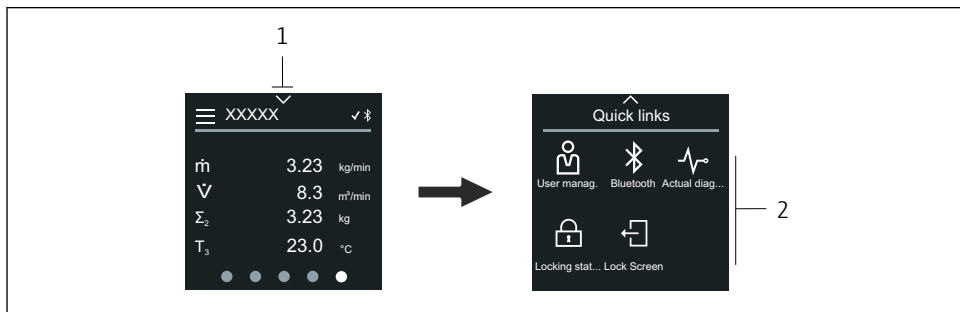 1
XXXXX
ṁ 3.23 kg/min
V̇ 8.3 m³/min
Σ₂ 3.23 kg
T₃ 23.0 °C
Quick links
User manag. Bluetooth Actual diag...
Locking stat... Lock Screen
2